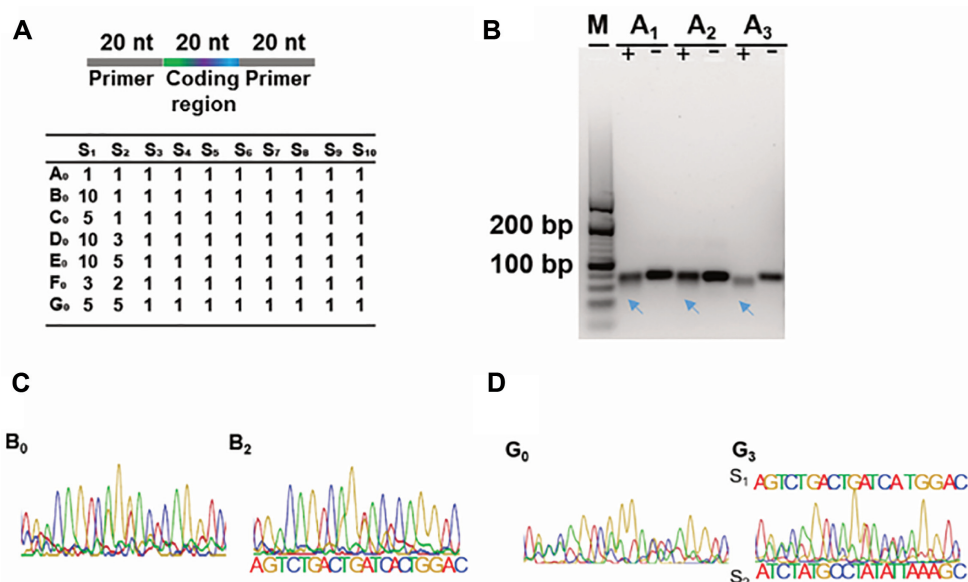 A
20 nt 20 nt 20 nt
Primer Coding region Primer
S₁ S₂ S₃ S₄ S₅ S₆ S₇ S₈ S₉ S₁₀
A₀ 1 1 1 1 1 1 1 1 1 1
B₀ 10 1 1 1 1 1 1 1 1 1
C₀ 5 1 1 1 1 1 1 1 1 1
D₀ 10 3 1 1 1 1 1 1 1 1
E₀ 10 5 1 1 1 1 1 1 1 1
F₀ 3 2 1 1 1 1 1 1 1 1
G₀ 5 5 1 1 1 1 1 1 1 1
B
M A₁ A₂ A₃
+ - + - + -
200 bp
100 bp
C
B₀ B₂
AGTCTGACTGATCACTGGAC
D
G₀ G₃
S₁ AGTCTGACTGATCATGGAC
S₂ ATCTATGCCTATATTAAAGC